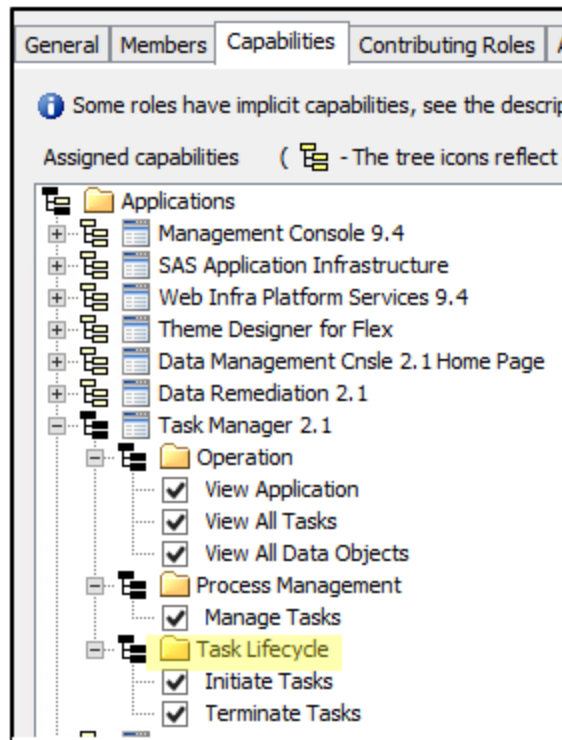 General Members Capabilities Contributing Roles
Some roles have implicit capabilities, see the
Assigned capabilities ( - The tree icons reflect
Applications
Management Console 9.4
SAS Application Infrastructure
Web Infra Platform Services 9.4
Theme Designer for Flex
Data Management Cnsle 2.1 Home Page
Data Remediation 2.1
Task Manager 2.1
Operation
View Application
View All Tasks
View All Data Objects
Process Management
Manage Tasks
Task Lifecycle
Initiate Tasks
Terminate Tasks